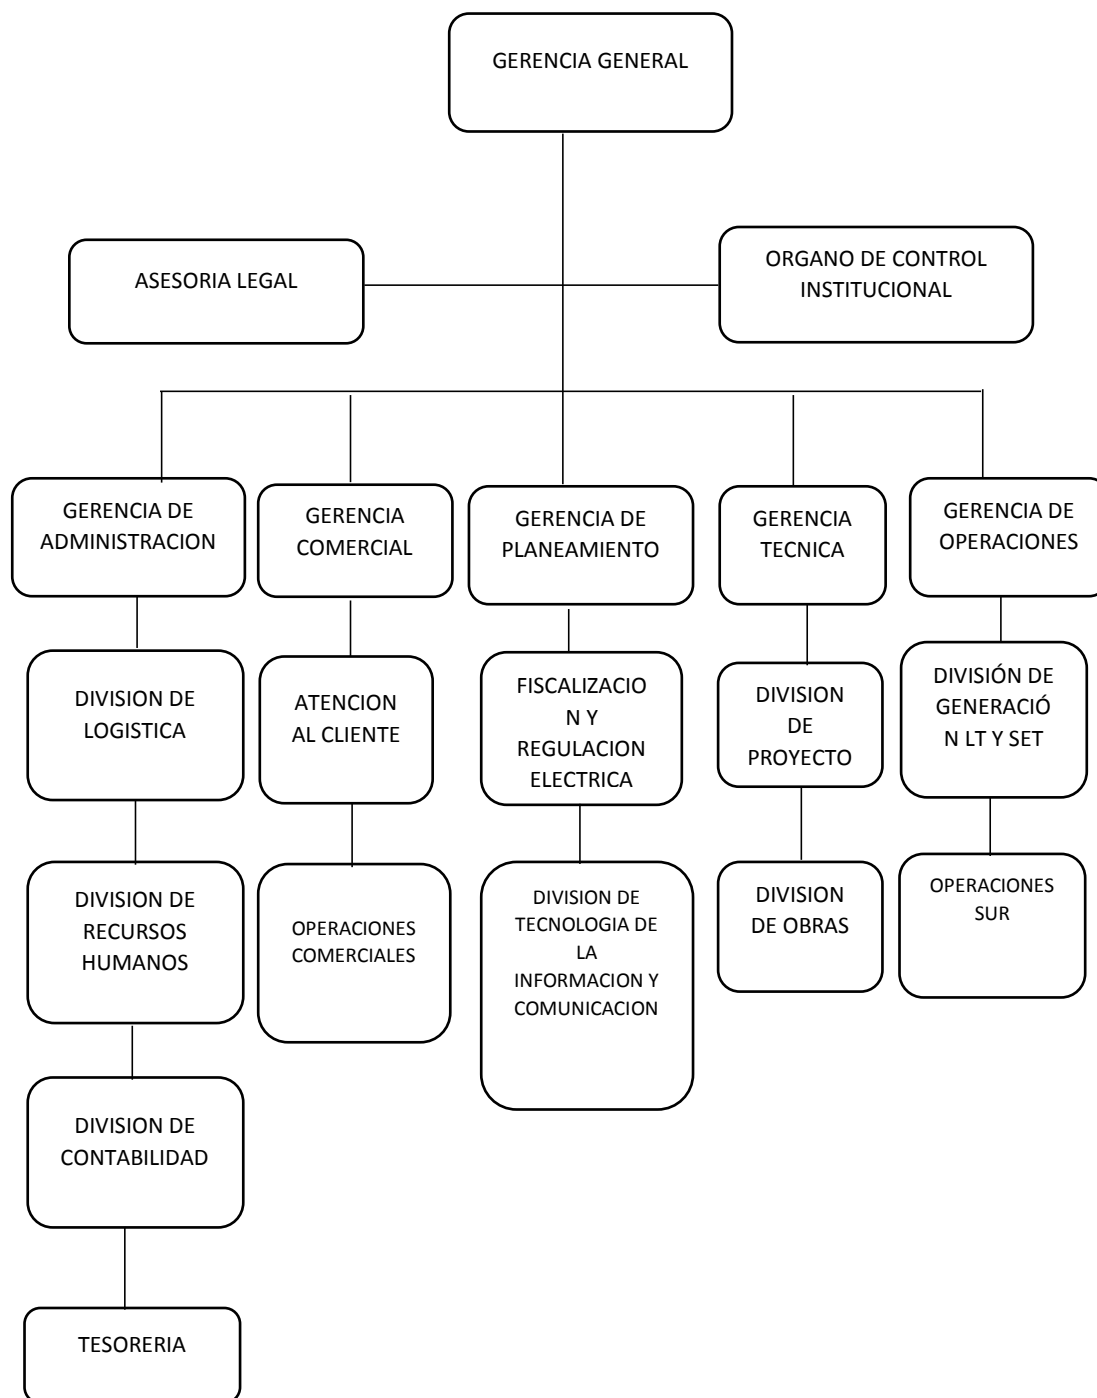 GERENCIA GENERAL
ASESORIA LEGAL
ORGANO DE CONTROL
INSTITUCIONAL
GERENCIA DE
ADMINISTRACION
GERENCIA
COMERCIAL
GERENCIA DE
PLANEAMIENTO
GERENCIA
TECNICA
GERENCIA DE
OPERACIONES
DIVISION DE
LOGISTICA
ATENCION
AL CLIENTE
FISCALIZACIO
N Y
REGULACION
ELECTRICA
DIVISION
DE
PROYECTO
DIVISIÓN DE
GENERACIÓ
N LT Y SET
DIVISION DE
RECURSOS
HUMANOS
OPERACIONES
COMERCIALES
DIVISION DE
TECNOLOGIA DE
LA
INFORMACION Y
COMUNICACION
DIVISION
DE OBRAS
OPERACIONES
SUR
DIVISION DE
CONTABILIDAD
TESORERIA